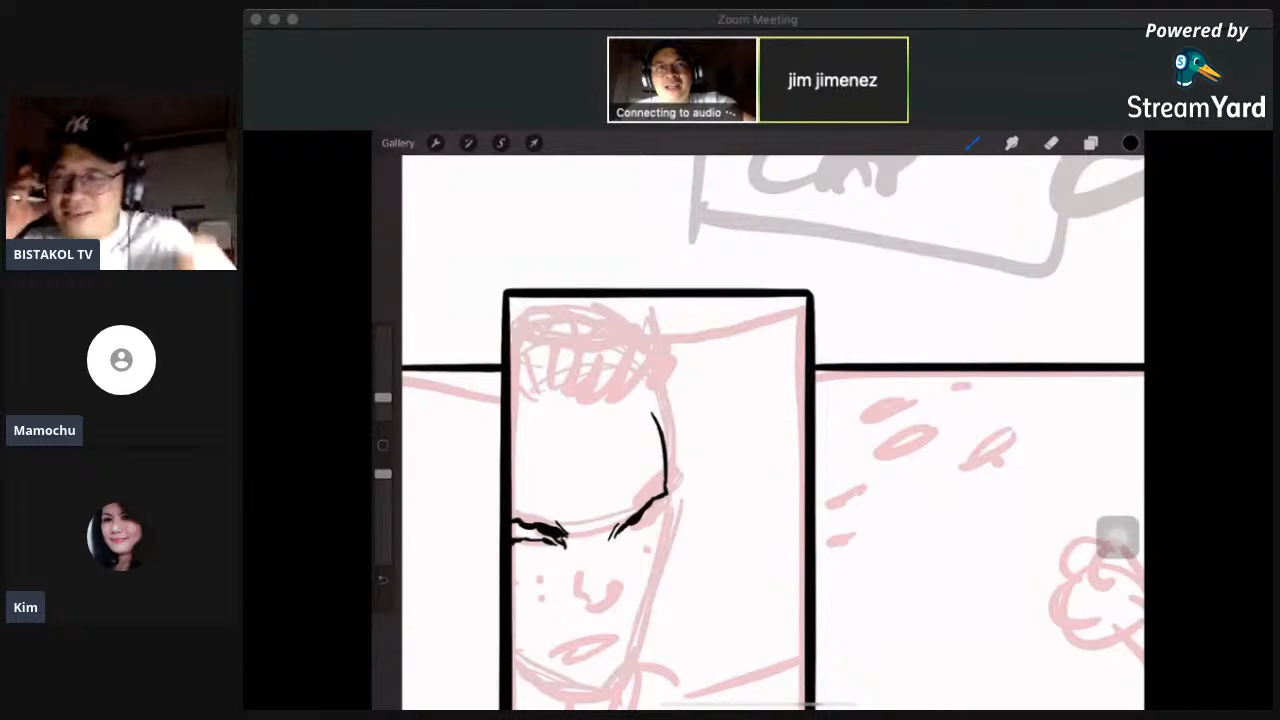 Zoom Meeting
Powered by
StreamYard
jim jimenez
Connecting to audio
Gallery
BISTAKOL TV
Mamochu
Kim